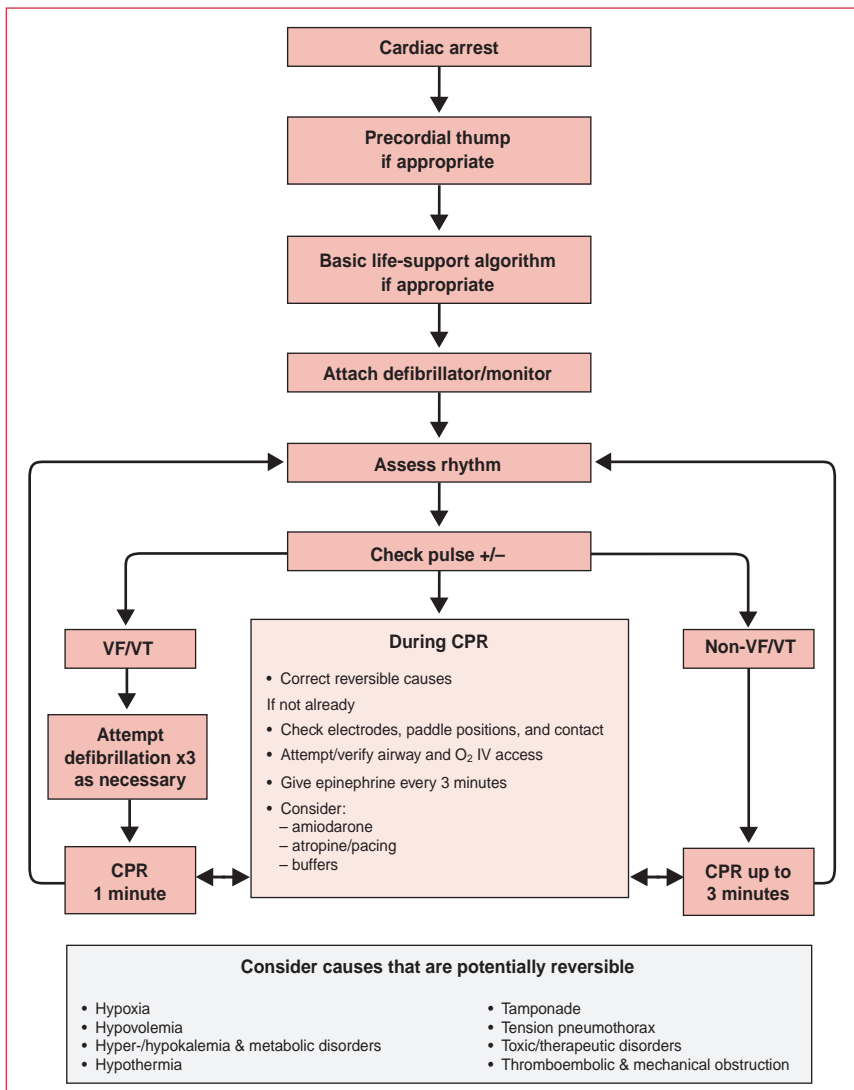 Cardiac arrest
Precordial thump
if appropriate
Basic life-support algorithm
if appropriate
Attach defibrillator/monitor
Assess rhythm
Check pulse +/–
VF/VT
Attempt
defibrillation x3
as necessary
CPR
1 minute
During CPR
• Correct reversible causes
If not already
• Check electrodes, paddle positions, and contact
• Attempt/verify airway and O₂ IV access
• Give epinephrine every 3 minutes
• Consider:
– amiodarone
– atropine/pacing
– buffers
Non-VF/VT
CPR up to
3 minutes
Consider causes that are potentially reversible
• Hypoxia
• Hypovolemia
• Hyper-/hypokalemia & metabolic disorders
• Hypothermia
• Tamponade
• Tension pneumothorax
• Toxic/therapeutic disorders
• Thromboembolic & mechanical obstruction